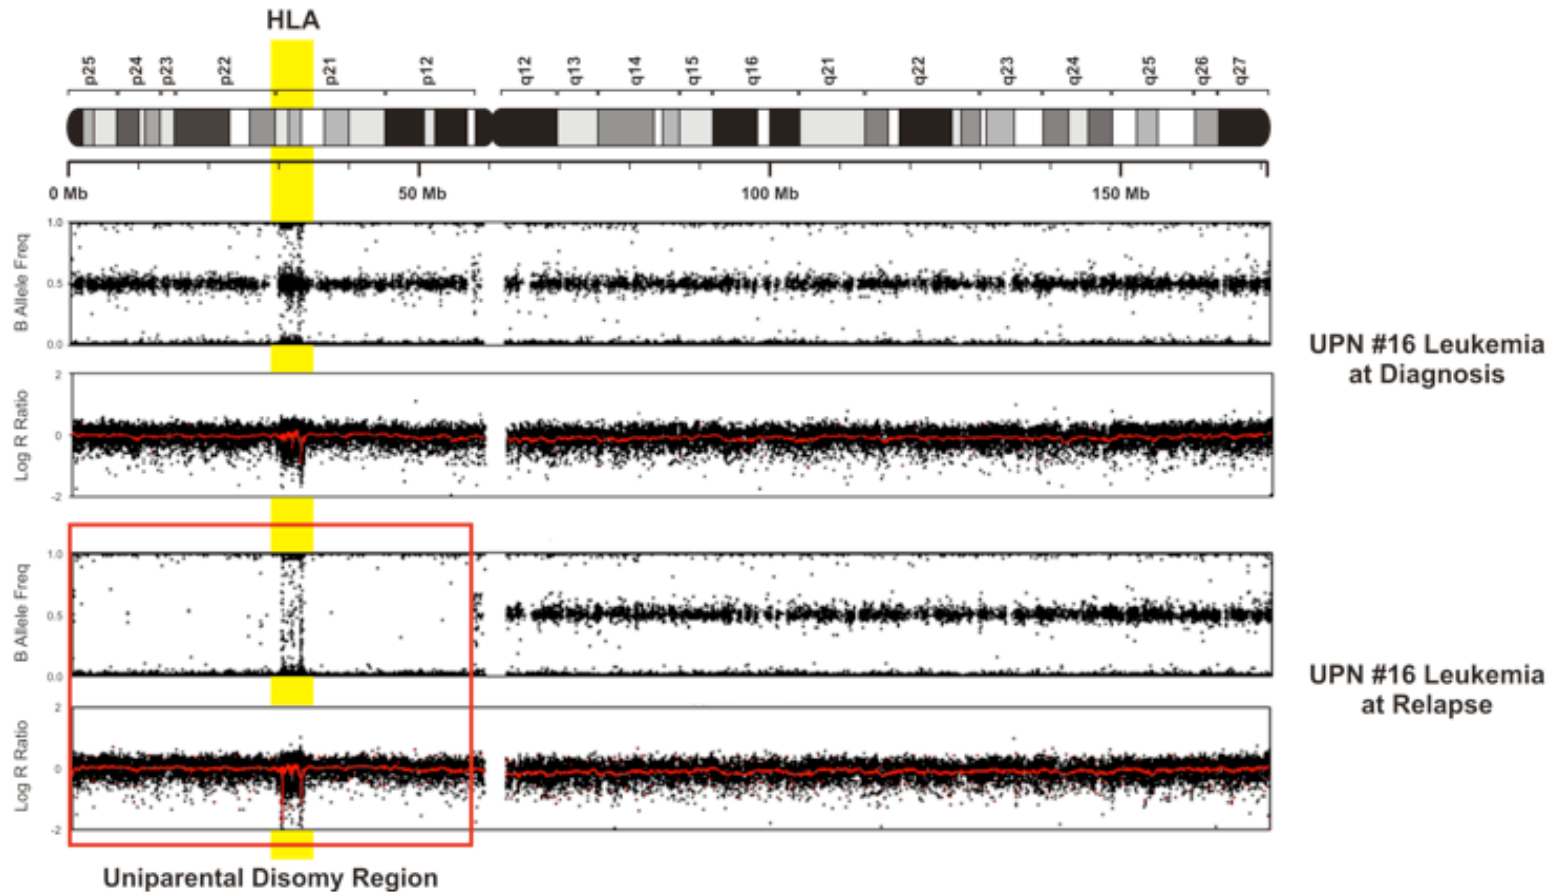 HLA
p25 p24 p23 p22 p21 p12 q12 q13 q14 q15 q16 q21 q22 q23 q24 q25 q26 q27
0 Mb 50 Mb 100 Mb 150 Mb
B Allele Freq
1.0
0.5
0.0
Log R Ratio
2
0
-2
UPN #16 Leukemia
at Diagnosis
B Allele Freq
1.0
0.5
0.0
Log R Ratio
2
0
-2
UPN #16 Leukemia
at Relapse
Uniparental Disomy Region